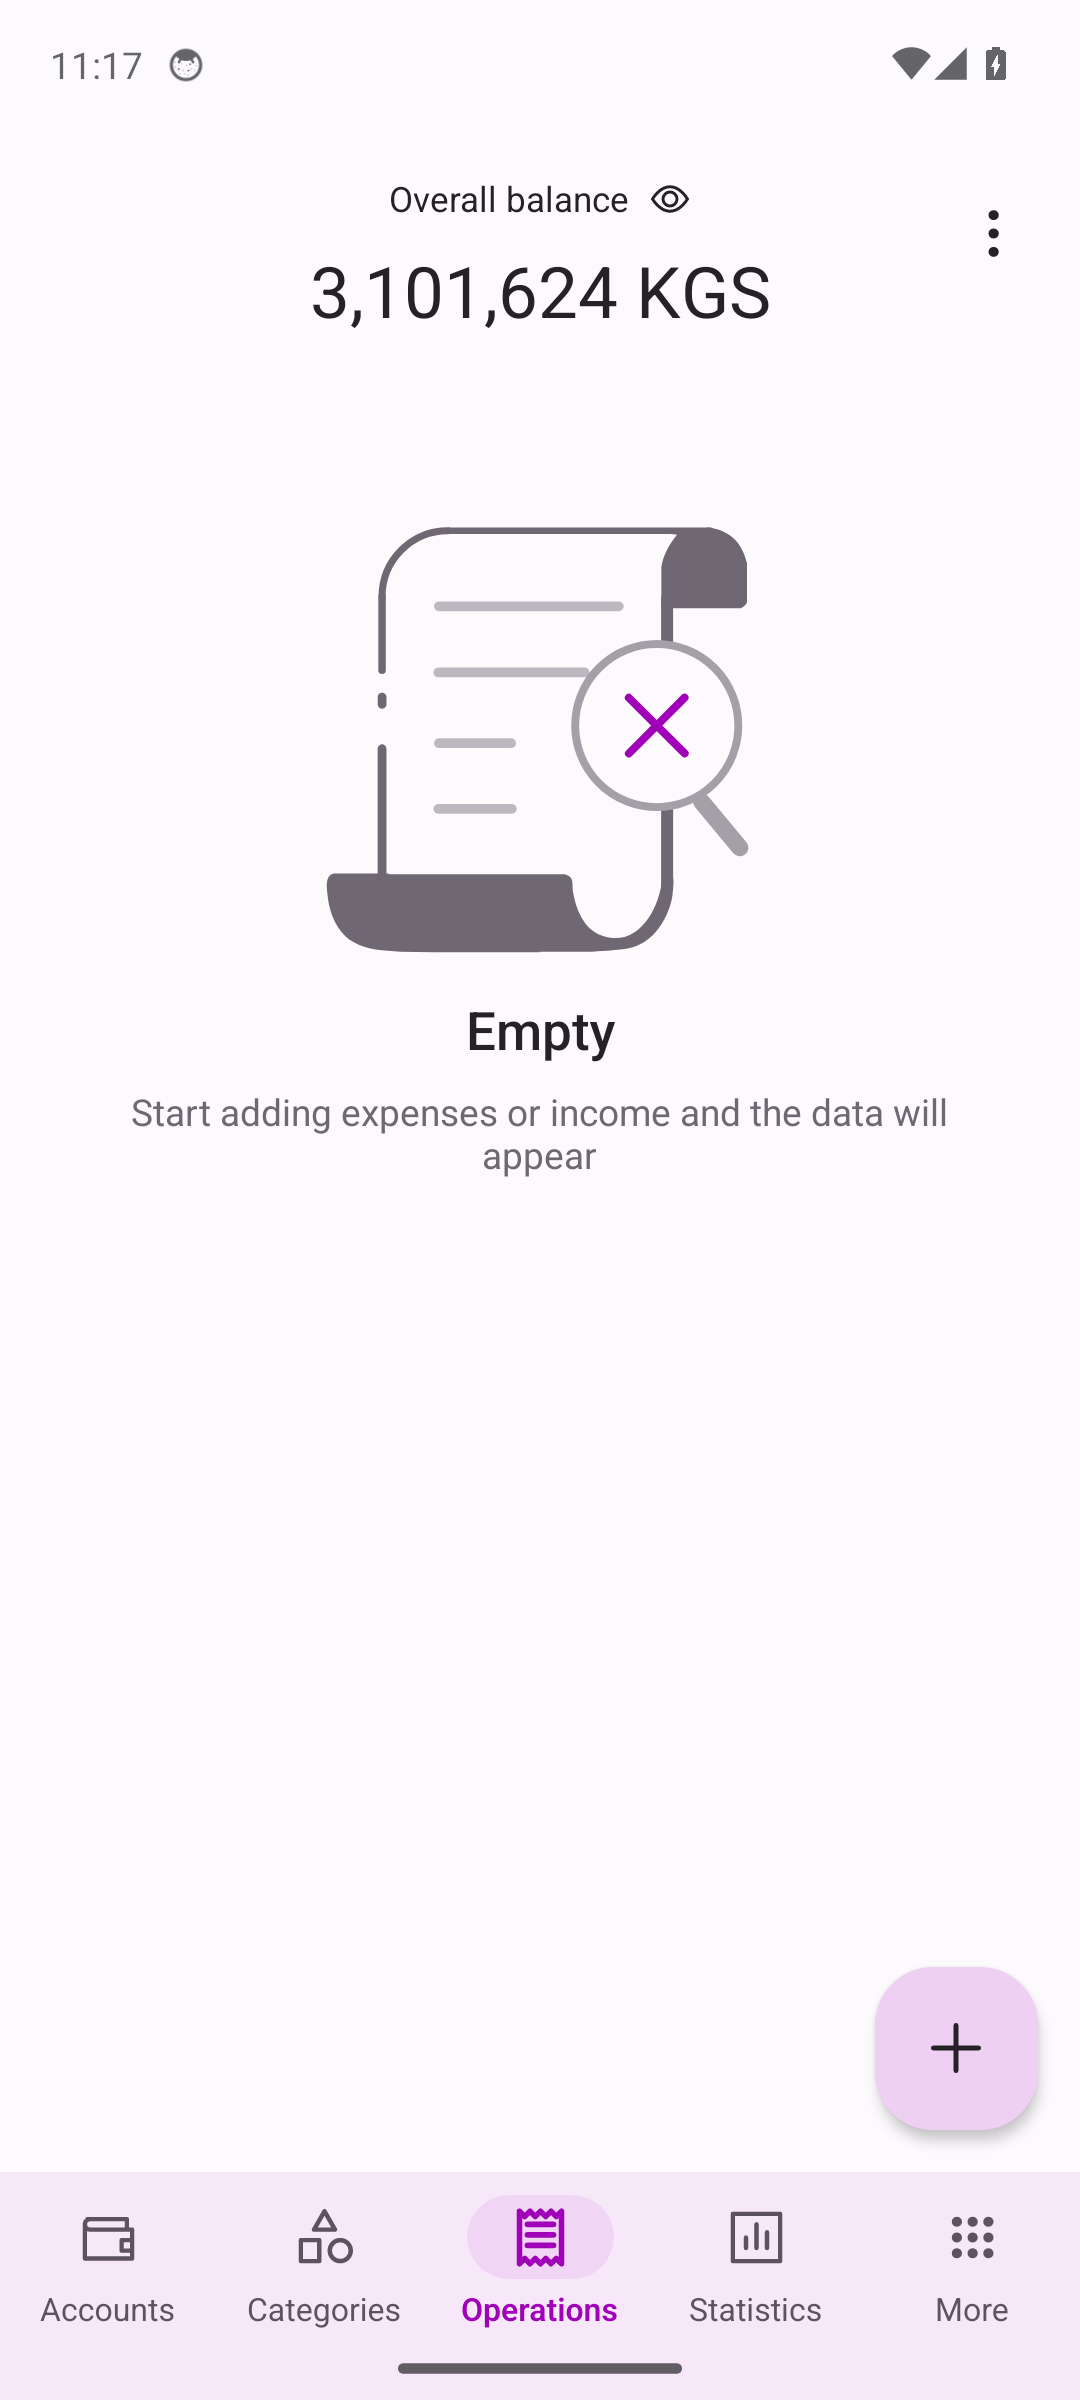 11:17
Overall balance
3,101,624 KGS
Empty
Start adding expenses or income and the data will
appear
Accounts
Categories
Operations
Statistics
More